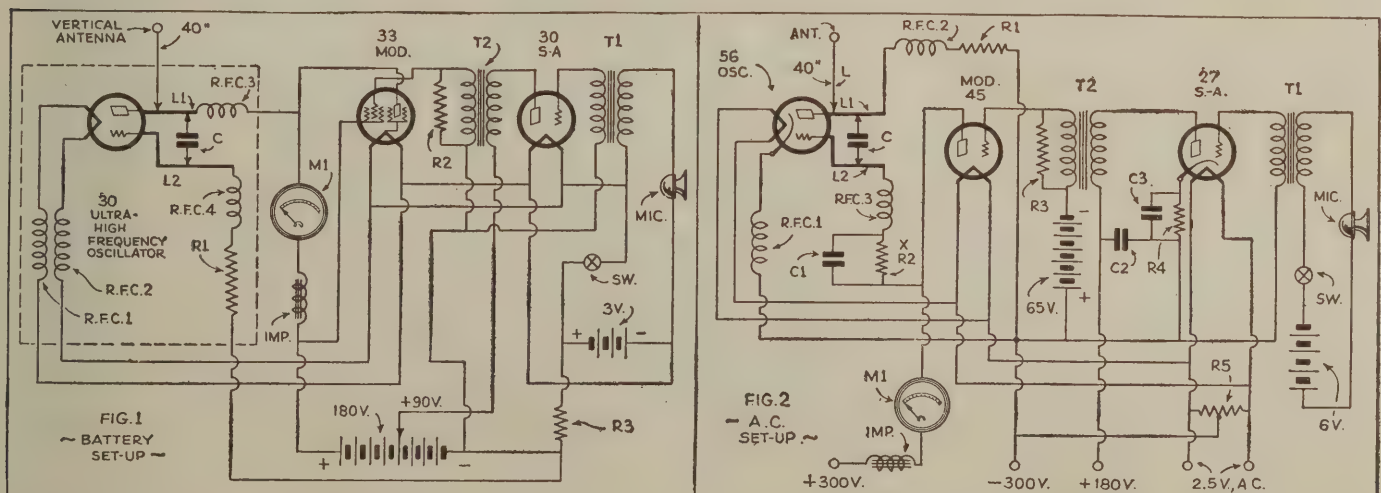 VERTICAL
ANTENNA
40"
R.F.C.3
L1
C
L2
R.F.C.4
30
ULTRA-
HIGH
FREQUENCY
OSCILLATOR
R1
R.F.C.2
R.F.C.1
M1
IMP.
33
MOD.
T2
R2
30
S-A
T1
MIC.
SW.
3V.
+ -
R3
FIG.1
~ BATTERY
SET-UP ~
180V. +90V.
+ -
ANT.
40"
L
56
OSC.
L1
C
L2
R.F.C.2
R1
R.F.C.3
R.F.C.1
C1
X
R2
MOD.
45
T2
R3
-
65V.
+
27
S.-A.
C3
C2
R4
T1
MIC.
SW.
6V.
R5
M1
IMP.
FIG.2
~ A.C.
SET-UP ~
+300V. -300V. +180V. 2.5V., A.C.